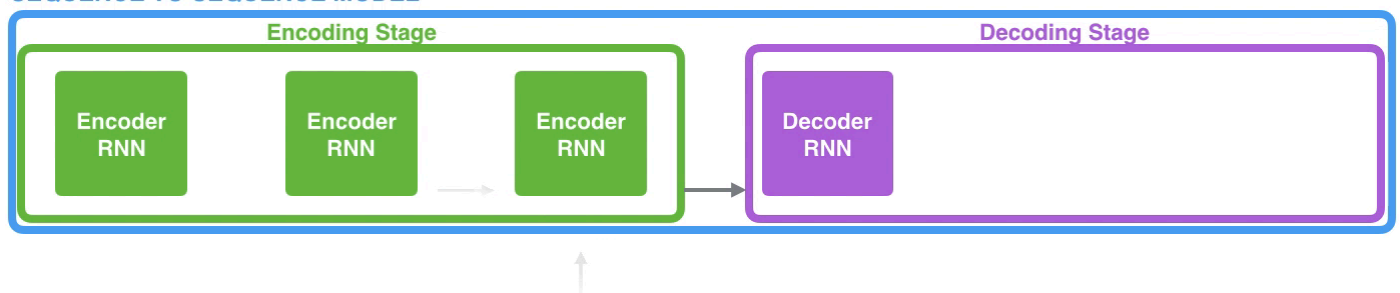 Encoding Stage
Decoding Stage
Encoder
RNN
Encoder
RNN
Encoder
RNN
Decoder
RNN